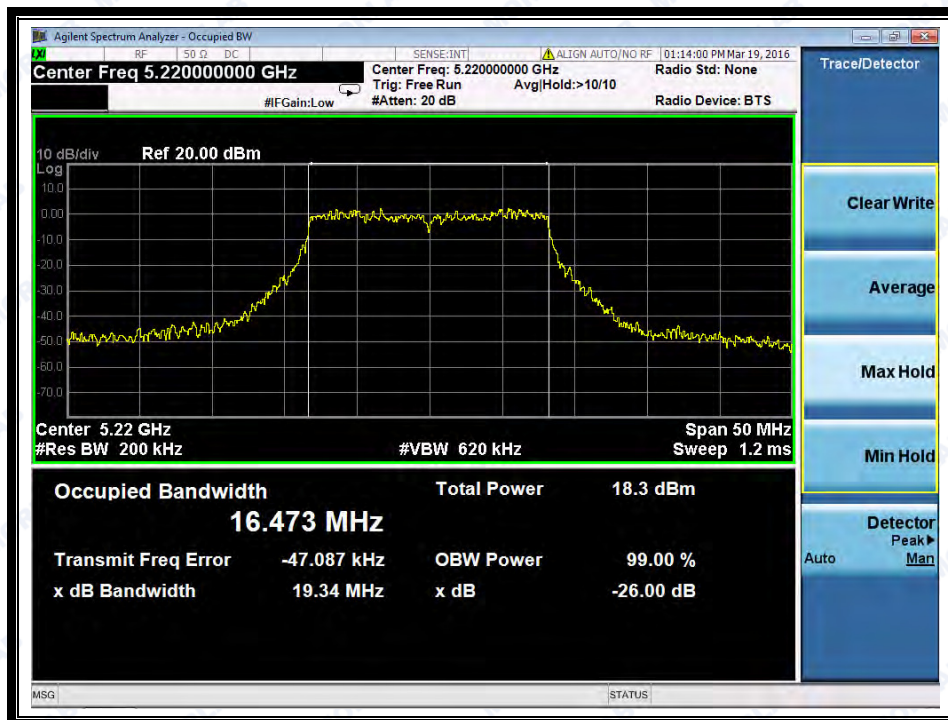 Agilent Spectrum Analyzer - Occupied BW
LXI RF 50 Ω DC SENSE:INT ALIGN AUTO/NO RF 01:14:00 PM Mar 19, 2016
Center Freq 5.220000000 GHz
Center Freq: 5.220000000 GHz
Radio Std: None
Trig: Free Run Avg|Hold:>10/10
#IFGain:Low #Atten: 20 dB Radio Device: BTS
10 dB/div Ref 20.00 dBm
Log
10.0
0.00
-10.0
-20.0
-30.0
-40.0
-50.0
-60.0
-70.0
Center 5.22 GHz Span 50 MHz
#Res BW 200 kHz #VBW 620 kHz Sweep 1.2 ms
Occupied Bandwidth Total Power 18.3 dBm
16.473 MHz
Transmit Freq Error -47.087 kHz OBW Power 99.00 %
x dB Bandwidth 19.34 MHz x dB -26.00 dB
MSG STATUS
Trace/Detector
Clear Write
Average
Max Hold
Min Hold
Detector
Peak▶
Auto Man